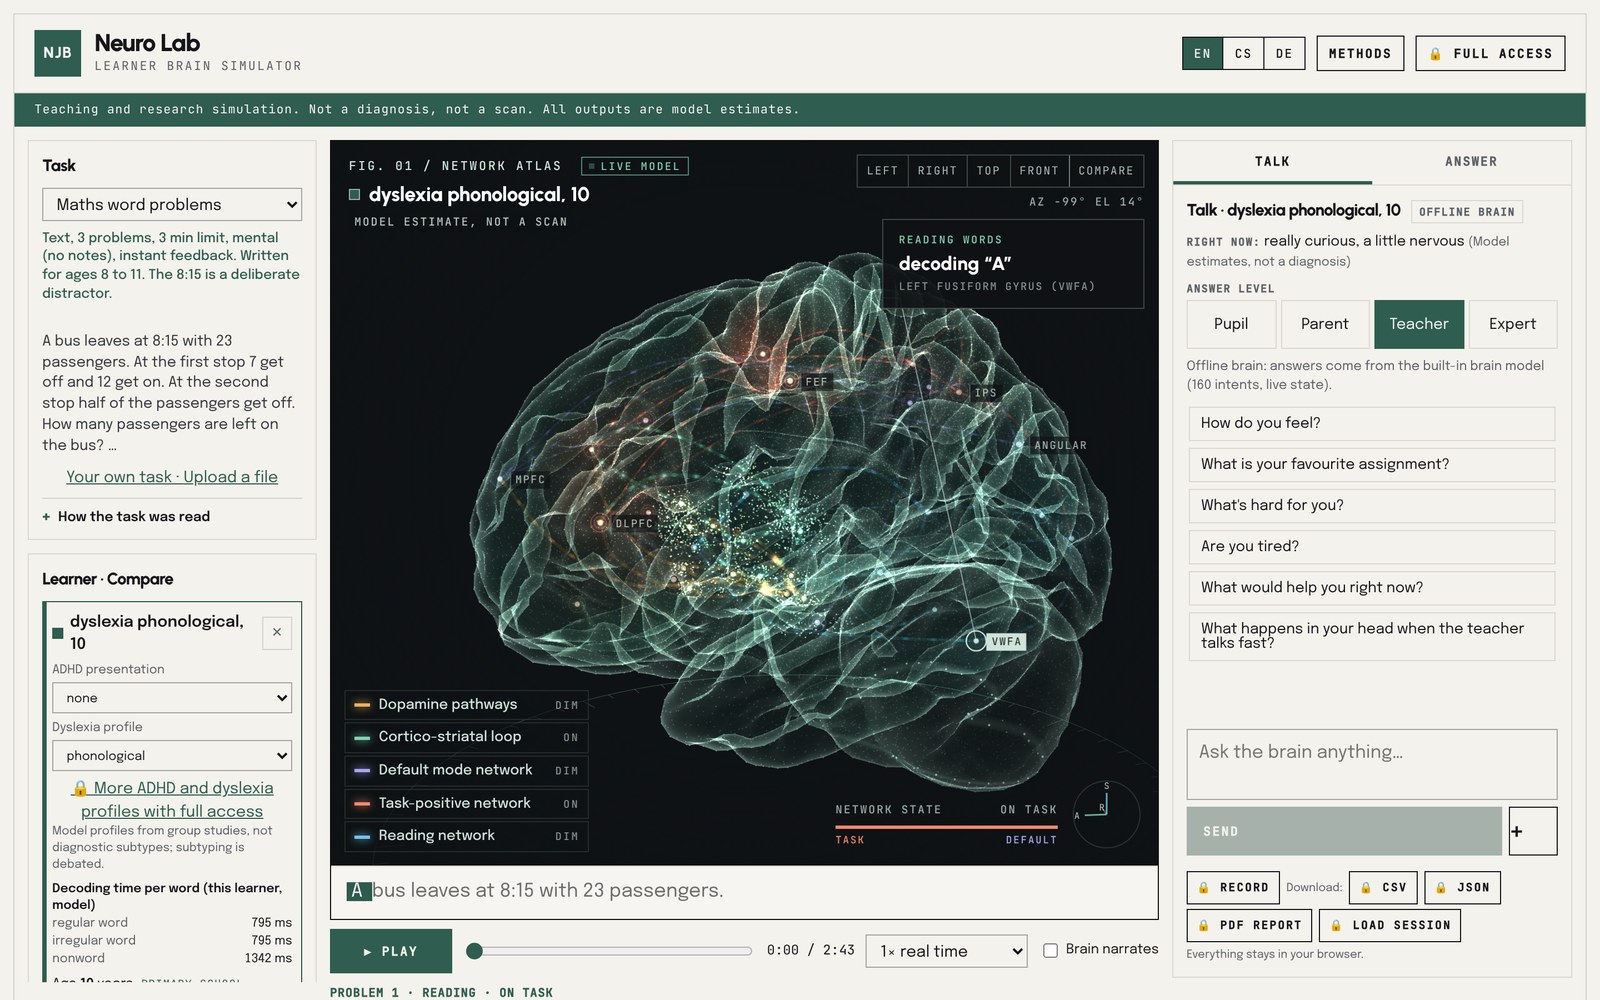 NJB
Neuro Lab
LEARNER BRAIN SIMULATOR
EN
CS
DE
METHODS
🔒 FULL ACCESS
Teaching and research simulation. Not a diagnosis, not a scan. All outputs are model estimates.
Task
Maths word problems
Text, 3 problems, 3 min limit, mental
(no notes), instant feedback. Written
for ages 8 to 11. The 8:15 is a deliberate
distractor.
A bus leaves at 8:15 with 23
passengers. At the first stop 7 get
off and 12 get on. At the second
stop half of the passengers get off.
How many passengers are left on
the bus? …
Your own task · Upload a file
+ How the task was read
Learner · Compare
dyslexia phonological,
10
×
ADHD presentation
none
Dyslexia profile
phonological
🔒 More ADHD and dyslexia
profiles with full access
Model profiles from group studies, not
diagnostic subtypes; subtyping is
debated.
Decoding time per word (this learner,
model)
regular word 795 ms
irregular word 795 ms
nonword 1342 ms
Age 10 years PRIMARY SCHOOL
FIG. 01 / NETWORK ATLAS
LIVE MODEL
dyslexia phonological, 10
MODEL ESTIMATE, NOT A SCAN
LEFT
RIGHT
TOP
FRONT
COMPARE
AZ -99° EL 14°
READING WORDS
decoding “A”
LEFT FUSIFORM GYRUS (VWFA)
FEF
IPS
ANGULAR
MPFC
DLPFC
VWFA
Dopamine pathways DIM
Cortico-striatal loop ON
Default mode network DIM
Task-positive network ON
Reading network DIM
NETWORK STATE ON TASK
TASK DEFAULT
S
R
A
A bus leaves at 8:15 with 23 passengers.
▶ PLAY
0:00 / 2:43
1× real time
Brain narrates
PROBLEM 1 · READING · ON TASK
TALK
ANSWER
Talk · dyslexia phonological, 10
OFFLINE BRAIN
RIGHT NOW: really curious, a little nervous (Model
estimates, not a diagnosis)
ANSWER LEVEL
Pupil
Parent
Teacher
Expert
Offline brain: answers come from the built-in brain model
(160 intents, live state).
How do you feel?
What is your favourite assignment?
What's hard for you?
Are you tired?
What would help you right now?
What happens in your head when the teacher
talks fast?
Ask the brain anything…
SEND
+
🔒 RECORD
Download:
🔒 CSV
🔒 JSON
🔒 PDF REPORT
🔒 LOAD SESSION
Everything stays in your browser.